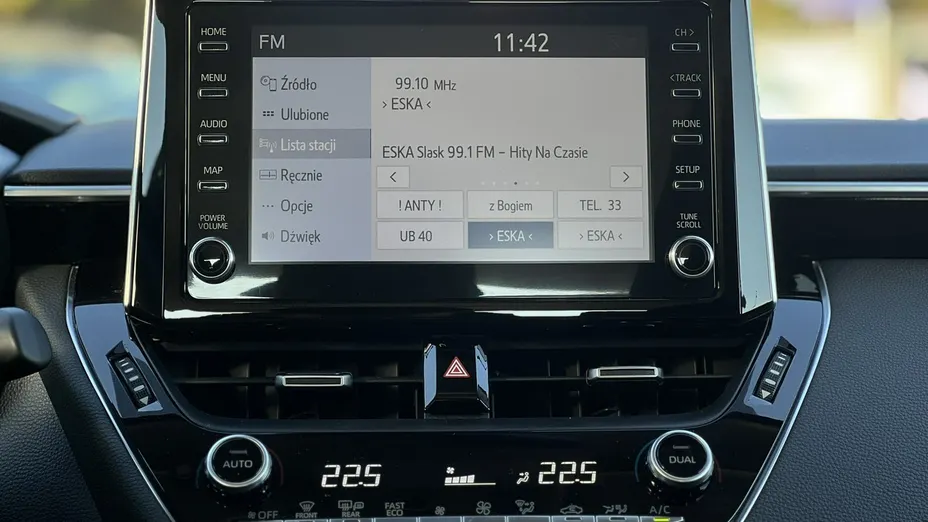 HOME
MENU
AUDIO
MAP
POWER
VOLUME
FM 11:42
Źródło
Ulubione
Lista stacji
Ręcznie
Opcje
Dźwięk
99.10 MHz
› ESKA ‹
ESKA Slask 99.1 FM – Hity Na Czasie
< >
! ANTY ! z Bogiem TEL. 33
UB 40 › ESKA ‹ › ESKA ‹
CH >
< TRACK
PHONE
SETUP
TUNE
SCROLL
AUTO 22.5 22.5 DUAL
OFF FRONT REAR FAST ECO A/C